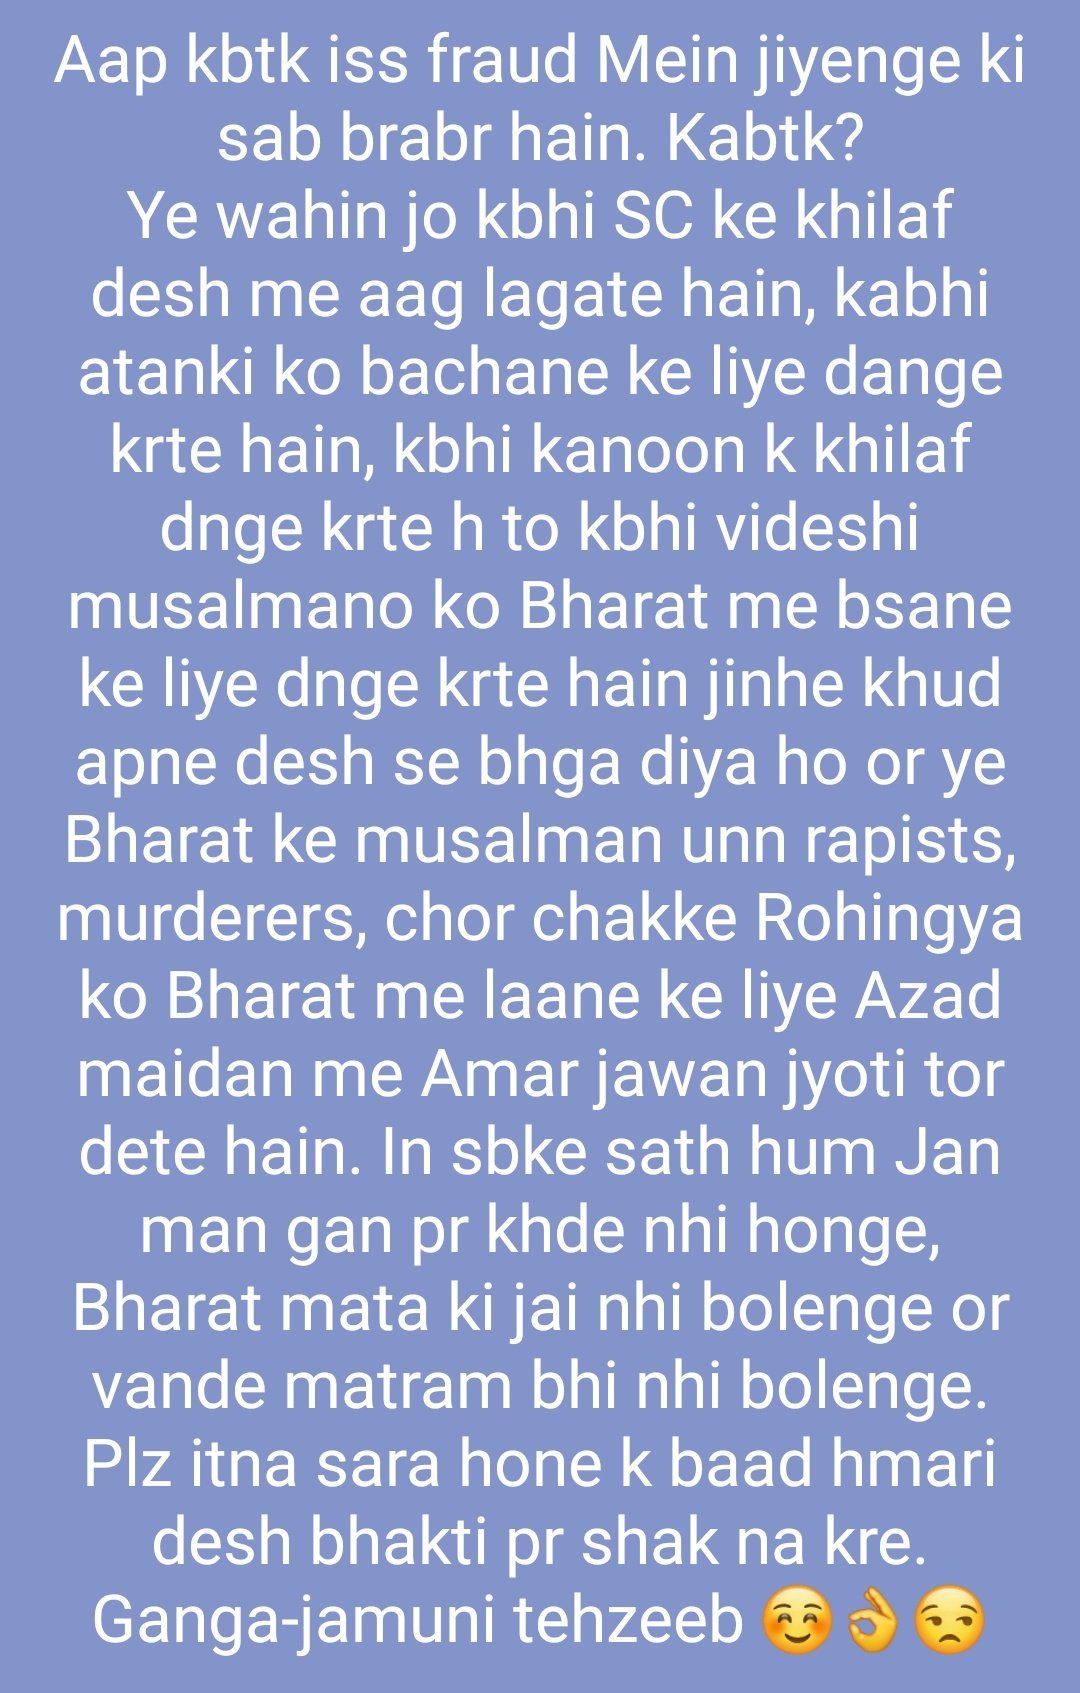 Aap kbtk iss fraud Mein jiyenge ki
sab brabr hain. Kabtk?
Ye wahin jo kbhi SC ke khilaf
desh me aag lagate hain, kabhi
atanki ko bachane ke liye dange
krte hain, kbhi kanoon k khilaf
dnge krte h to kbhi videshi
musalmano ko Bharat me bsane
ke liye dnge krte hain jinhe khud
apne desh se bhga diya ho or ye
Bharat ke musalman unn rapists,
murderers, chor chakke Rohingya
ko Bharat me laane ke liye Azad
maidan me Amar jawan jyoti tor
dete hain. In sbke sath hum Jan
man gan pr khde nhi honge,
Bharat mata ki jai nhi bolenge or
vande matram bhi nhi bolenge.
Plz itna sara hone k baad hmari
desh bhakti pr shak na kre.
Ganga-jamuni tehzeeb ☺️👌😒